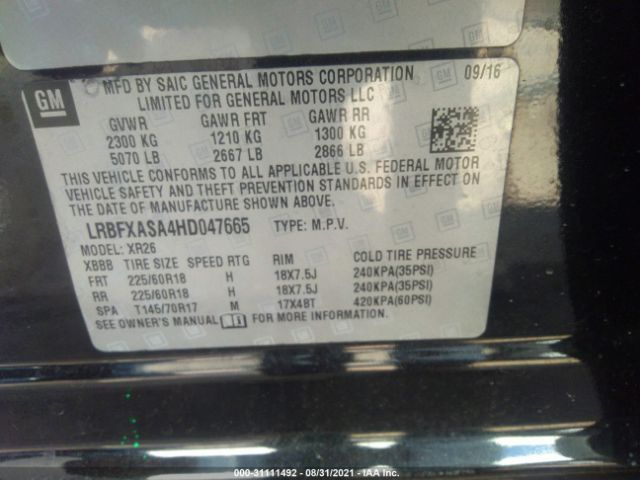 GM
MFD BY SAIC GENERAL MOTORS CORPORATION 09/16
LIMITED FOR GENERAL MOTORS LLC
GVWR GAWR FRT GAWR RR
2300 KG 1210 KG 1300 KG
5070 LB 2667 LB 2866 LB
THIS VEHICLE CONFORMS TO ALL APPLICABLE U.S. FEDERAL MOTOR
VEHICLE SAFETY AND THEFT PREVENTION STANDARDS IN EFFECT ON
THE DATE OF MANUFACTURE SHOWN ABOVE.
LRBFXASA4HD047665 TYPE: M.P.V.
MODEL: XR26
XBBB TIRE SIZE SPEED RTG RIM COLD TIRE PRESSURE
FRT 225/60R18 H 18X7.5J 240KPA(35PSI)
RR 225/60R18 H 18X7.5J 240KPA(35PSI)
SPA T145/70R17 M 17X4BT 420KPA(60PSI)
SEE OWNER'S MANUAL FOR MORE INFORMATION.
000-31111492 - 08/31/2021 - IAA Inc.